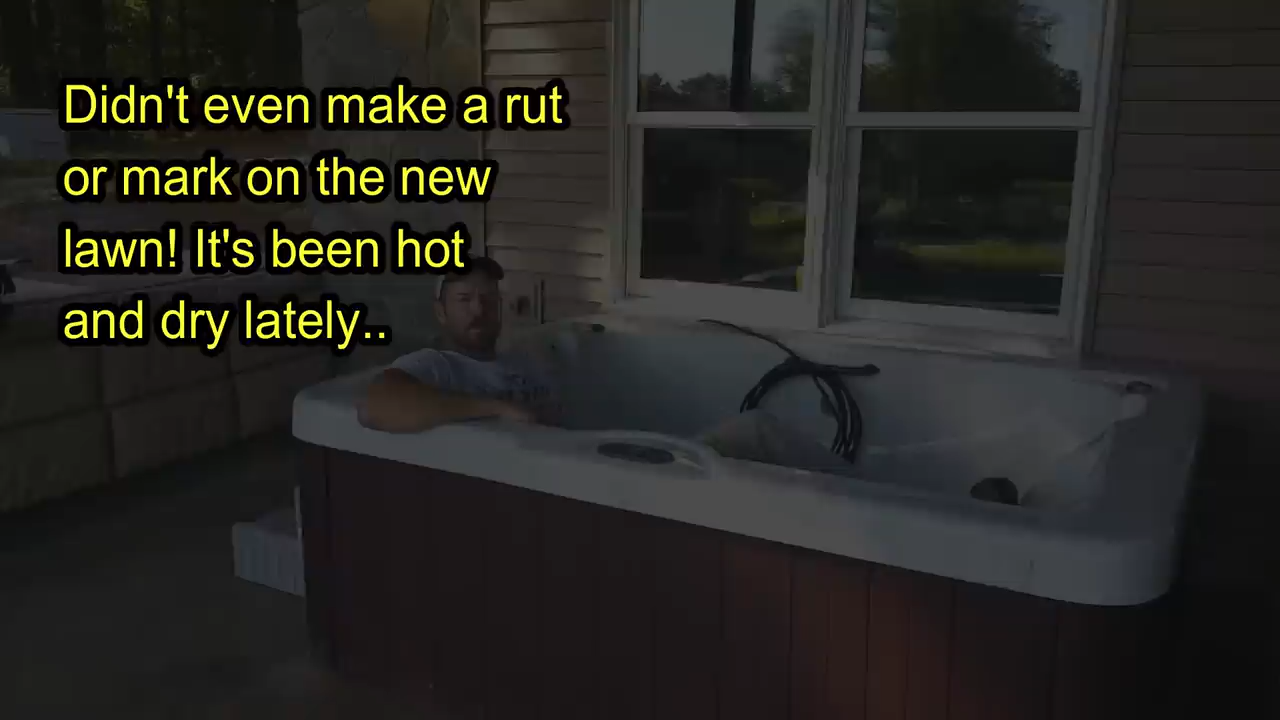 Didn't even make a rut
or mark on the new
lawn! It's been hot
and dry lately..